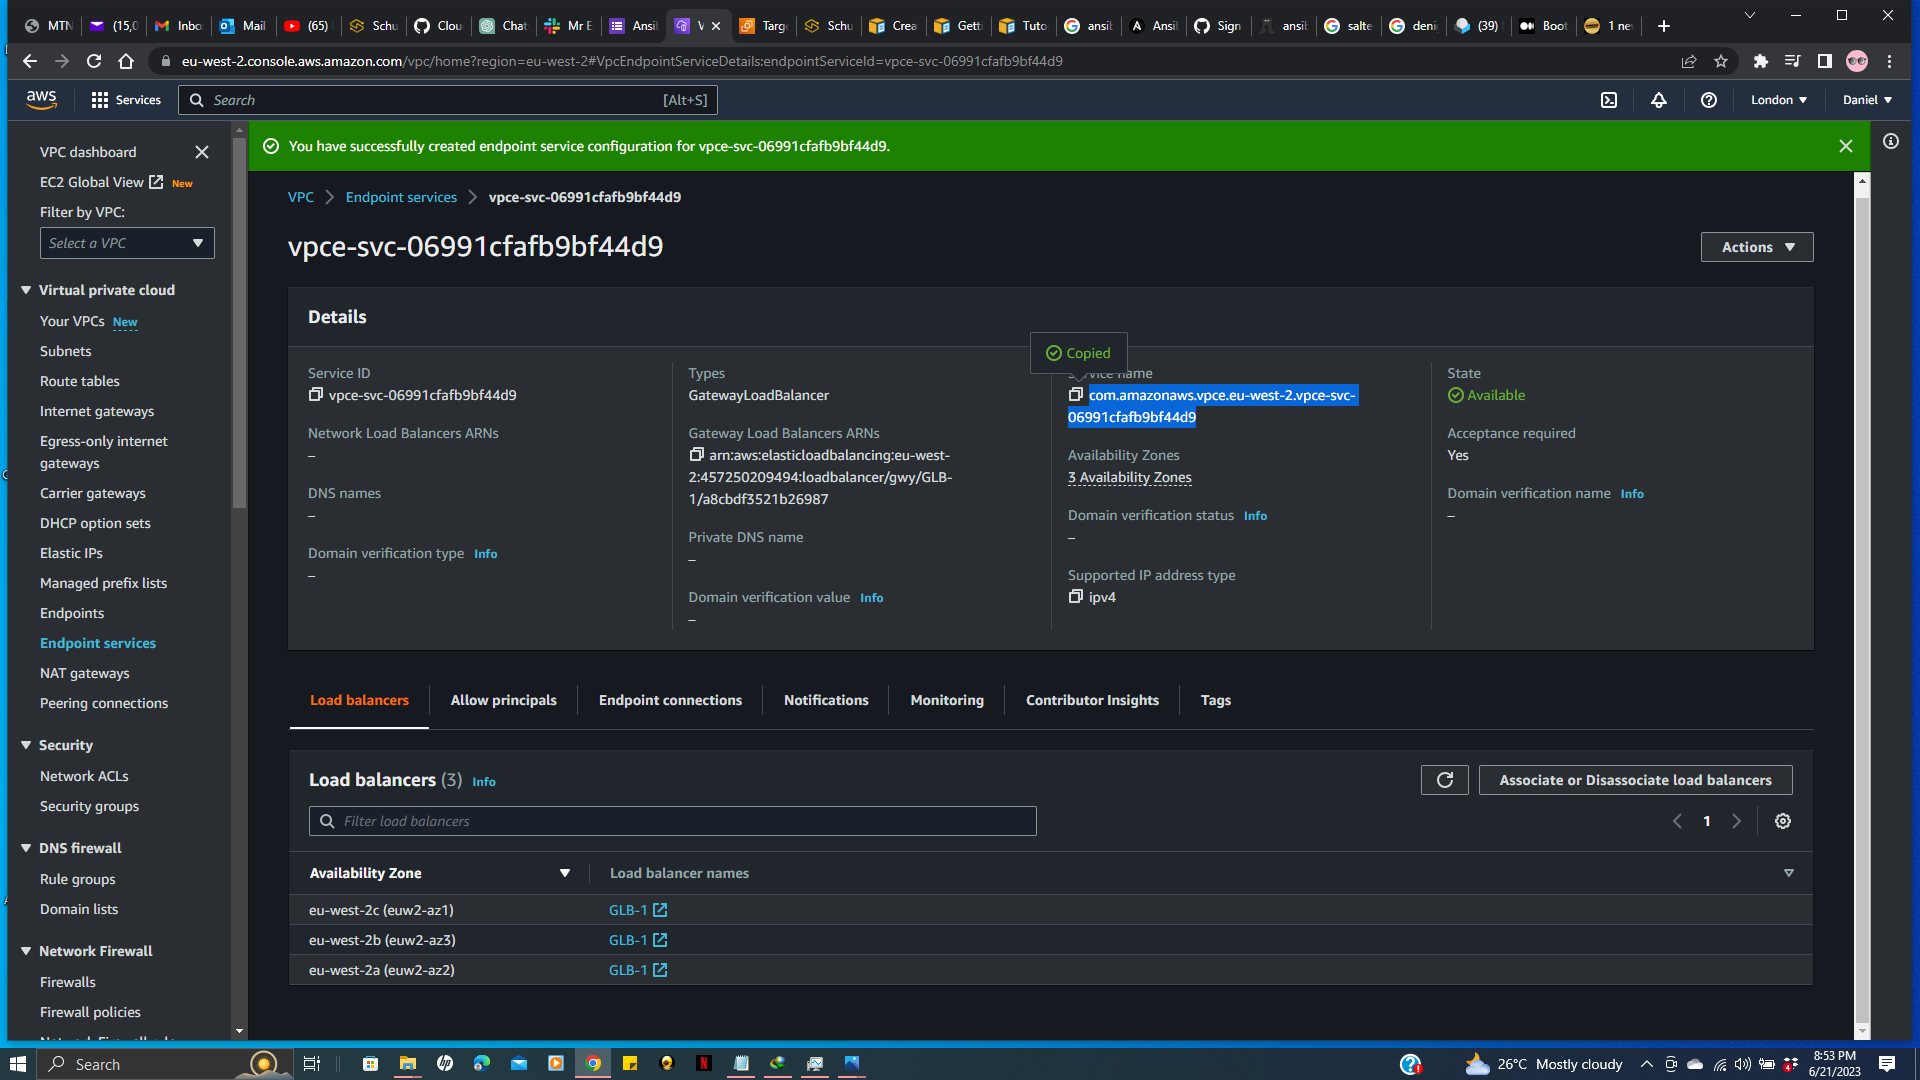 MTN
(15,0
Inbo
Mail
(65)
Schu
Clou
Chat
Mr E
Ansil
V
Targ
Schu
Crea
Getti
Tuto
ansib
Ansil
Sign
ansib
salte
deni
(39)
Boot
1 nev
eu-west-2.console.aws.amazon.com/vpc/home?region=eu-west-2#VpcEndpointServiceDetails:endpointServiceId=vpce-svc-06991cfafb9bf44d9
aws
Services
Search
[Alt+S]
London
Daniel
You have successfully created endpoint service configuration for vpce-svc-06991cfafb9bf44d9.
VPC dashboard
EC2 Global View New
Filter by VPC:
Select a VPC
Virtual private cloud
Your VPCs New
Subnets
Route tables
Internet gateways
Egress-only internet
gateways
Carrier gateways
DHCP option sets
Elastic IPs
Managed prefix lists
Endpoints
Endpoint services
NAT gateways
Peering connections
Security
Network ACLs
Security groups
DNS firewall
Rule groups
Domain lists
Network Firewall
Firewalls
Firewall policies
VPC
Endpoint services
vpce-svc-06991cfafb9bf44d9
vpce-svc-06991cfafb9bf44d9
Actions
Details
Service ID
vpce-svc-06991cfafb9bf44d9
Network Load Balancers ARNs
–
DNS names
–
Domain verification type Info
–
Types
GatewayLoadBalancer
Gateway Load Balancers ARNs
arn:aws:elasticloadbalancing:eu-west-
2:457250209494:loadbalancer/gwy/GLB-
1/a8cbdf3521b26987
Private DNS name
–
Domain verification value Info
–
Copied
name
com.amazonaws.vpce.eu-west-2.vpce-svc-
06991cfafb9bf44d9
Availability Zones
3 Availability Zones
Domain verification status Info
–
Supported IP address type
ipv4
State
Available
Acceptance required
Yes
Domain verification name Info
–
Load balancers
Allow principals
Endpoint connections
Notifications
Monitoring
Contributor Insights
Tags
Load balancers (3) Info
Associate or Disassociate load balancers
Filter load balancers
1
Availability Zone
Load balancer names
eu-west-2c (euw2-az1)
GLB-1
eu-west-2b (euw2-az3)
GLB-1
eu-west-2a (euw2-az2)
GLB-1
Search
26°C Mostly cloudy
8:53 PM
6/21/2023